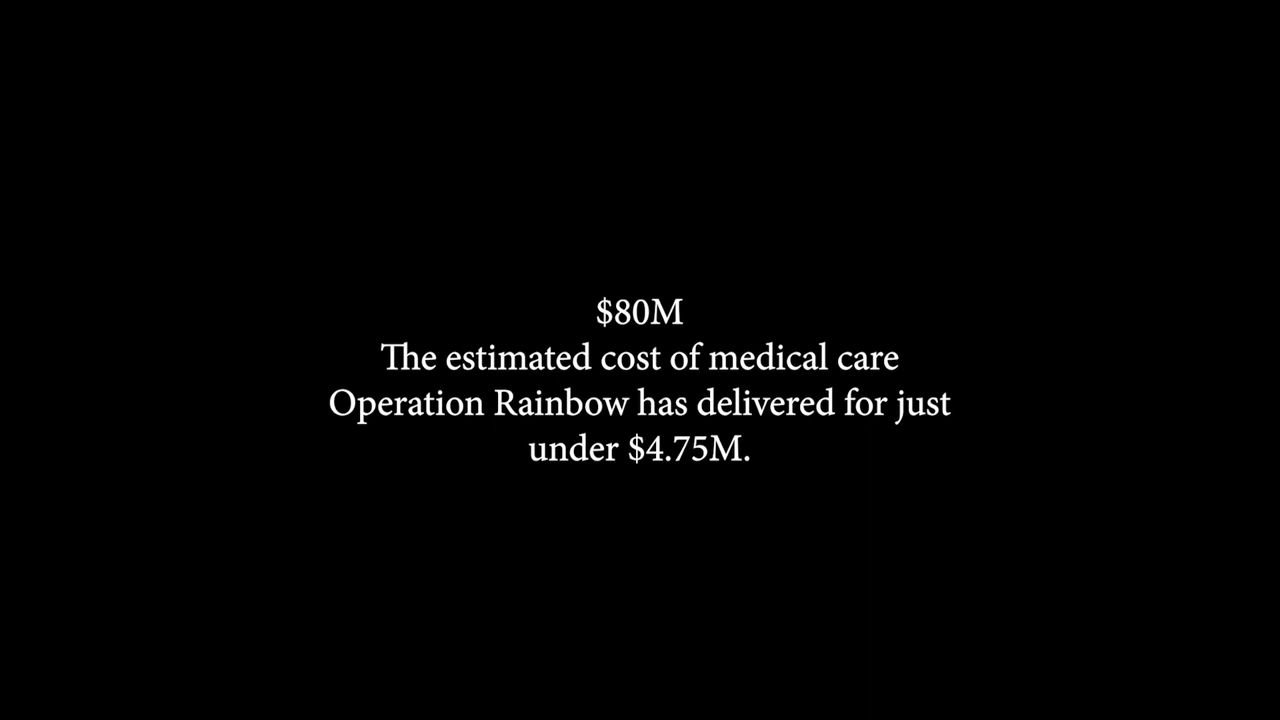 $80M
The estimated cost of medical care
Operation Rainbow has delivered for just
under $4.75M.